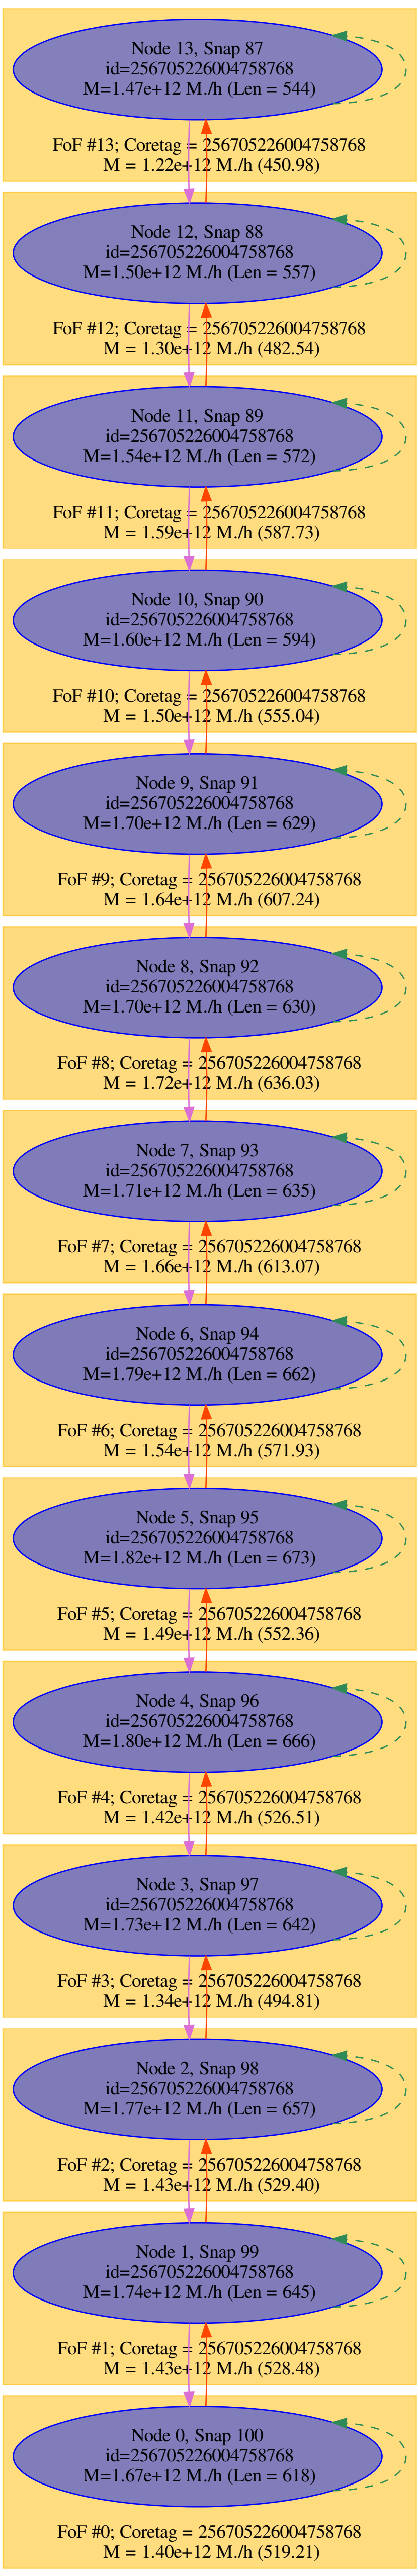 Node 13, Snap 87
id=256705226004758768
M=1.47e+12 M./h (Len = 544)
FoF #13; Coretag = 256705226004758768
M = 1.22e+12 M./h (450.98)
Node 12, Snap 88
id=256705226004758768
M=1.50e+12 M./h (Len = 557)
FoF #12; Coretag = 256705226004758768
M = 1.30e+12 M./h (482.54)
Node 11, Snap 89
id=256705226004758768
M=1.54e+12 M./h (Len = 572)
FoF #11; Coretag = 256705226004758768
M = 1.59e+12 M./h (587.73)
Node 10, Snap 90
id=256705226004758768
M=1.60e+12 M./h (Len = 594)
FoF #10; Coretag = 256705226004758768
M = 1.50e+12 M./h (555.04)
Node 9, Snap 91
id=256705226004758768
M=1.70e+12 M./h (Len = 629)
FoF #9; Coretag = 256705226004758768
M = 1.64e+12 M./h (607.24)
Node 8, Snap 92
id=256705226004758768
M=1.70e+12 M./h (Len = 630)
FoF #8; Coretag = 256705226004758768
M = 1.72e+12 M./h (636.03)
Node 7, Snap 93
id=256705226004758768
M=1.71e+12 M./h (Len = 635)
FoF #7; Coretag = 256705226004758768
M = 1.66e+12 M./h (613.07)
Node 6, Snap 94
id=256705226004758768
M=1.79e+12 M./h (Len = 662)
FoF #6; Coretag = 256705226004758768
M = 1.54e+12 M./h (571.93)
Node 5, Snap 95
id=256705226004758768
M=1.82e+12 M./h (Len = 673)
FoF #5; Coretag = 256705226004758768
M = 1.49e+12 M./h (552.36)
Node 4, Snap 96
id=256705226004758768
M=1.80e+12 M./h (Len = 666)
FoF #4; Coretag = 256705226004758768
M = 1.42e+12 M./h (526.51)
Node 3, Snap 97
id=256705226004758768
M=1.73e+12 M./h (Len = 642)
FoF #3; Coretag = 256705226004758768
M = 1.34e+12 M./h (494.81)
Node 2, Snap 98
id=256705226004758768
M=1.77e+12 M./h (Len = 657)
FoF #2; Coretag = 256705226004758768
M = 1.43e+12 M./h (529.40)
Node 1, Snap 99
id=256705226004758768
M=1.74e+12 M./h (Len = 645)
FoF #1; Coretag = 256705226004758768
M = 1.43e+12 M./h (528.48)
Node 0, Snap 100
id=256705226004758768
M=1.67e+12 M./h (Len = 618)
FoF #0; Coretag = 256705226004758768
M = 1.40e+12 M./h (519.21)